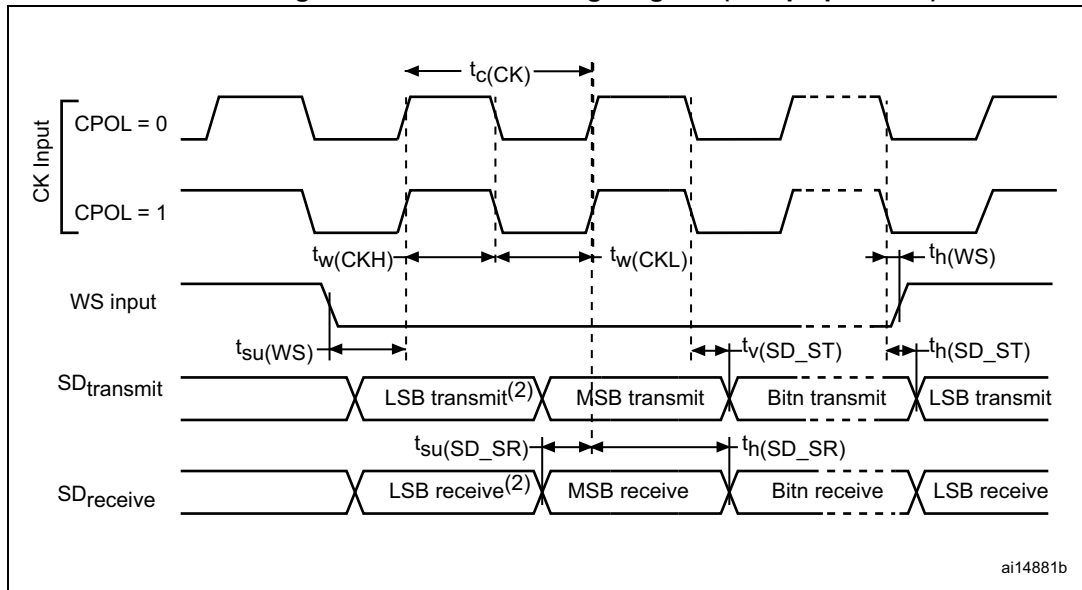 tc(CK)
CK Input
CPOL = 0
CPOL = 1
tw(CKH)
tw(CKL)
th(WS)
WS input
tsu(WS)
tv(SD_ST)
th(SD_ST)
SDtransmit
LSB transmit(2)
MSB transmit
Bitn transmit
LSB transmit
tsu(SD_SR)
th(SD_SR)
SDreceive
LSB receive(2)
MSB receive
Bitn receive
LSB receive
ai14881b